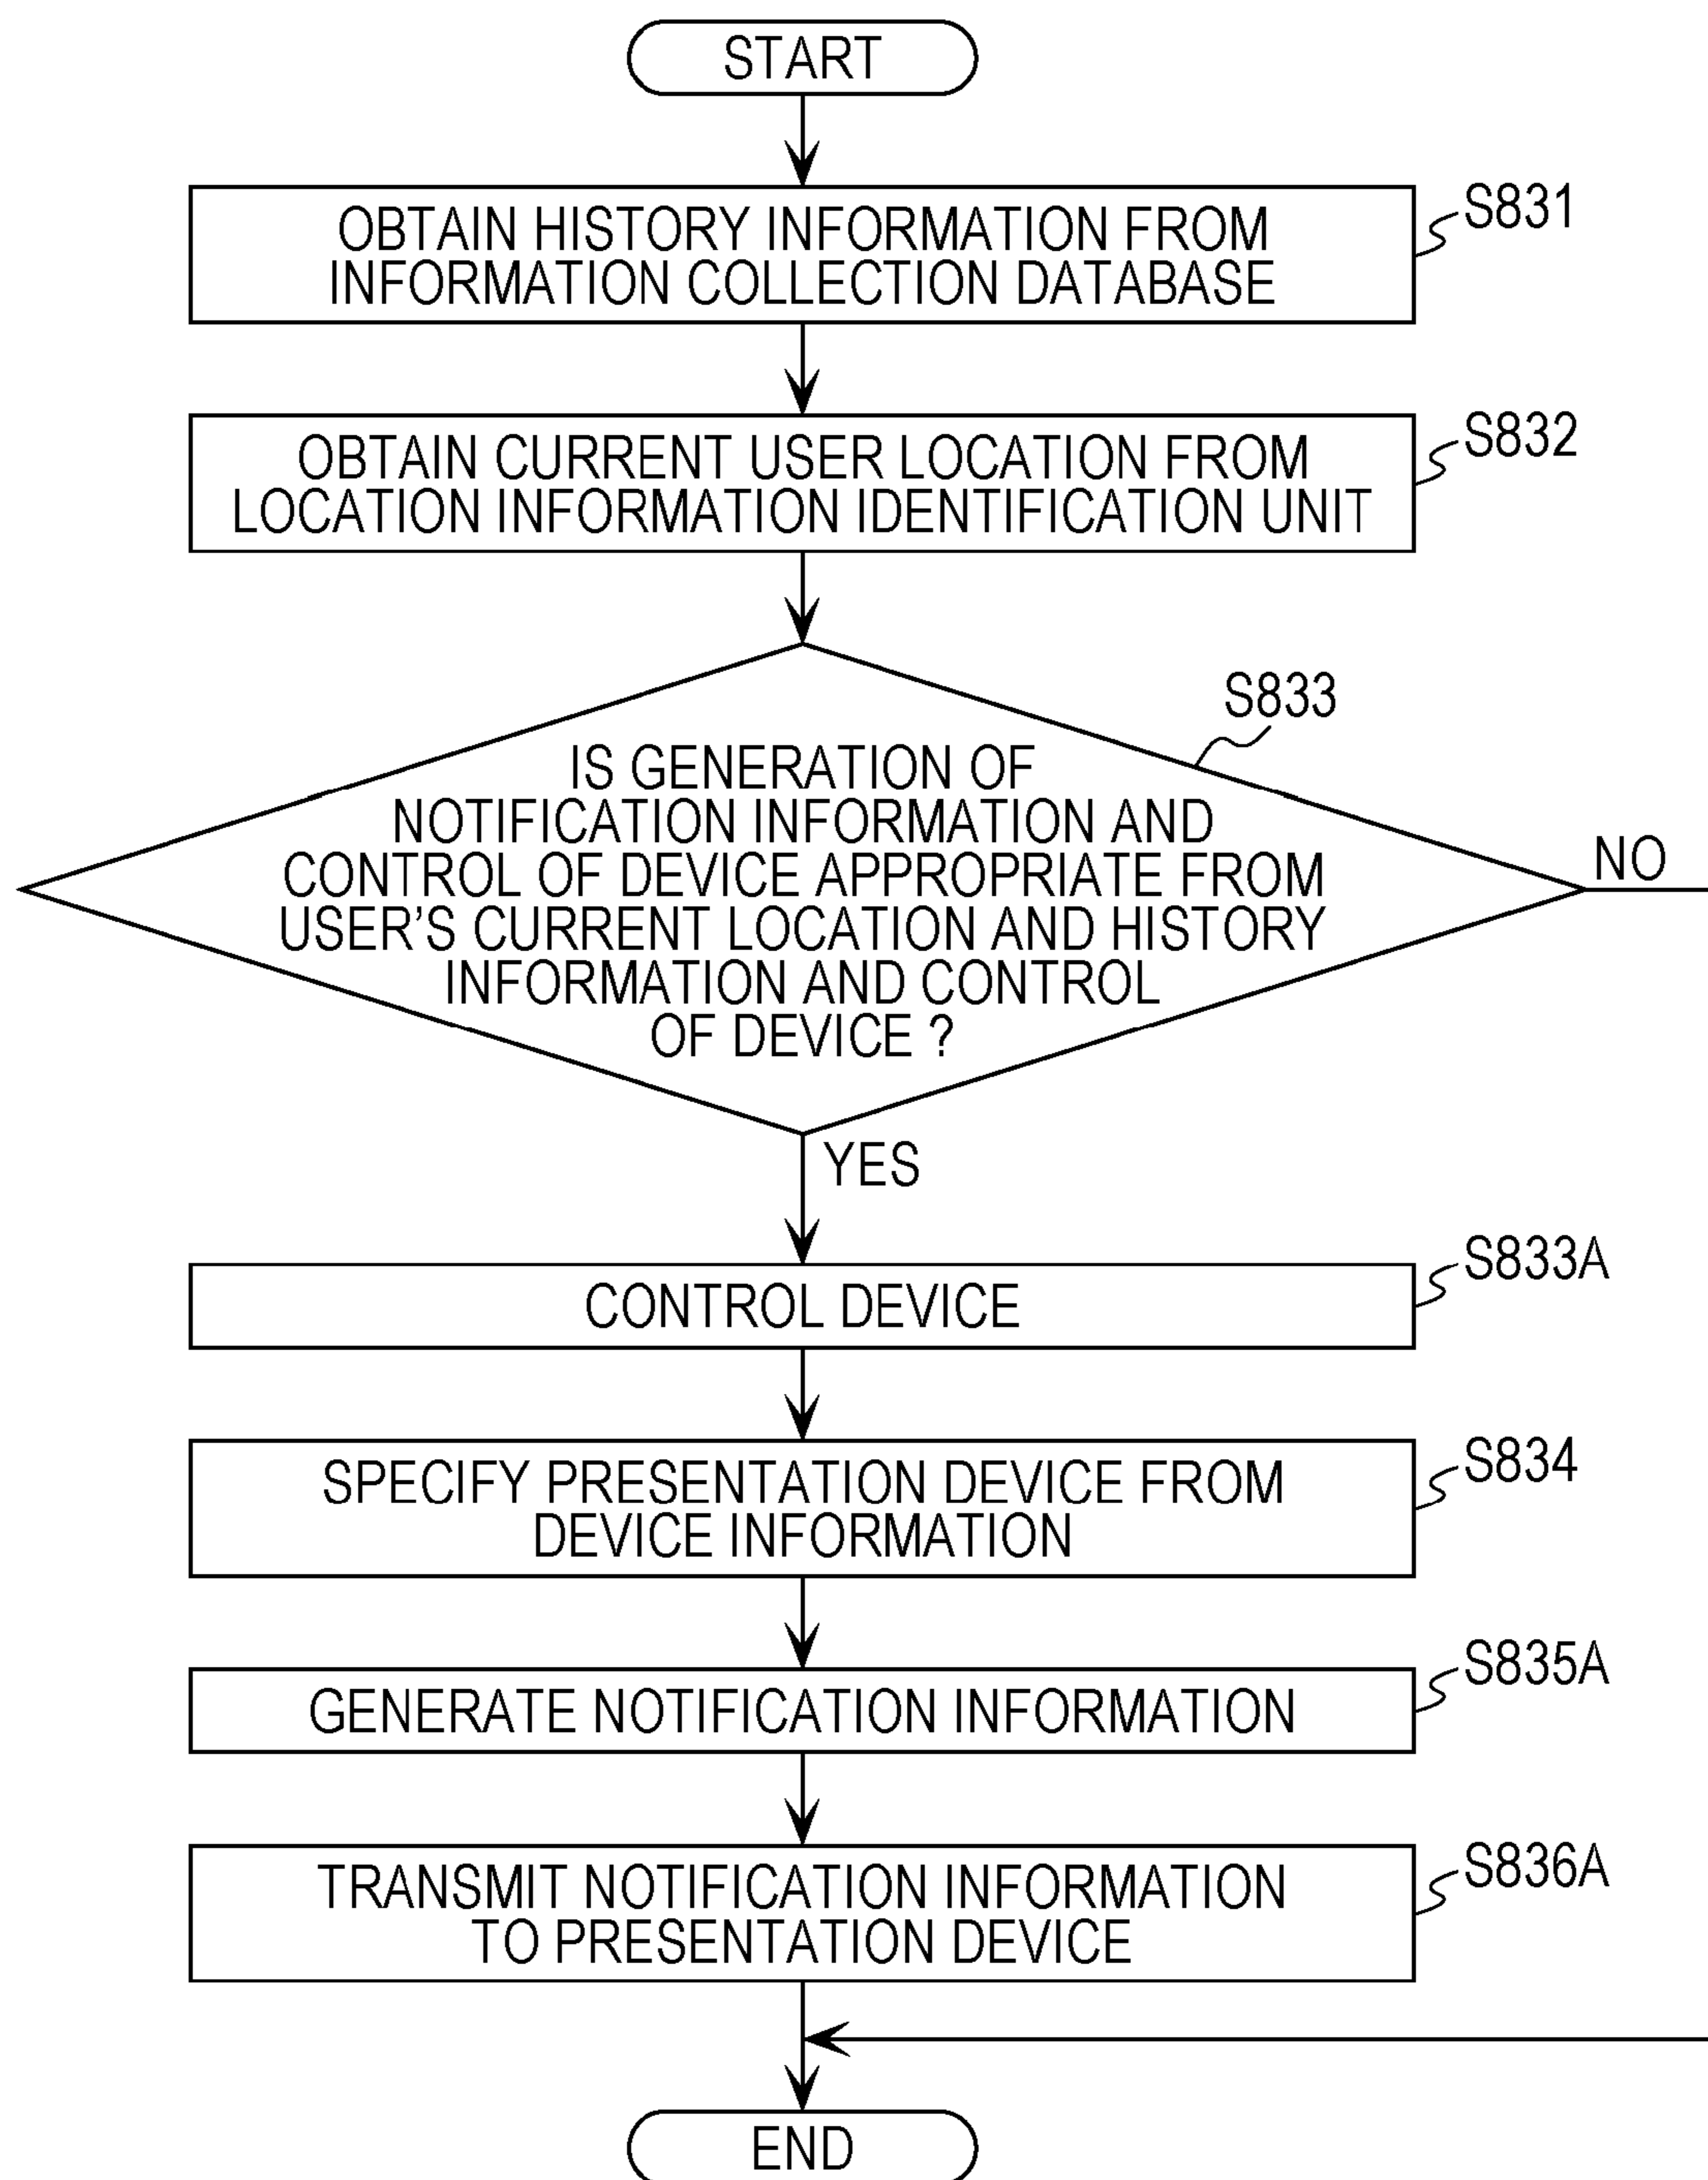 START
OBTAIN HISTORY INFORMATION FROM
INFORMATION COLLECTION DATABASE
S831
OBTAIN CURRENT USER LOCATION FROM
LOCATION INFORMATION IDENTIFICATION UNIT
S832
S833
IS GENERATION OF
NOTIFICATION INFORMATION AND
CONTROL OF DEVICE APPROPRIATE FROM
USER'S CURRENT LOCATION AND HISTORY
INFORMATION AND CONTROL
OF DEVICE ?
NO
YES
CONTROL DEVICE
S833A
SPECIFY PRESENTATION DEVICE FROM
DEVICE INFORMATION
S834
GENERATE NOTIFICATION INFORMATION
S835A
TRANSMIT NOTIFICATION INFORMATION
TO PRESENTATION DEVICE
S836A
END